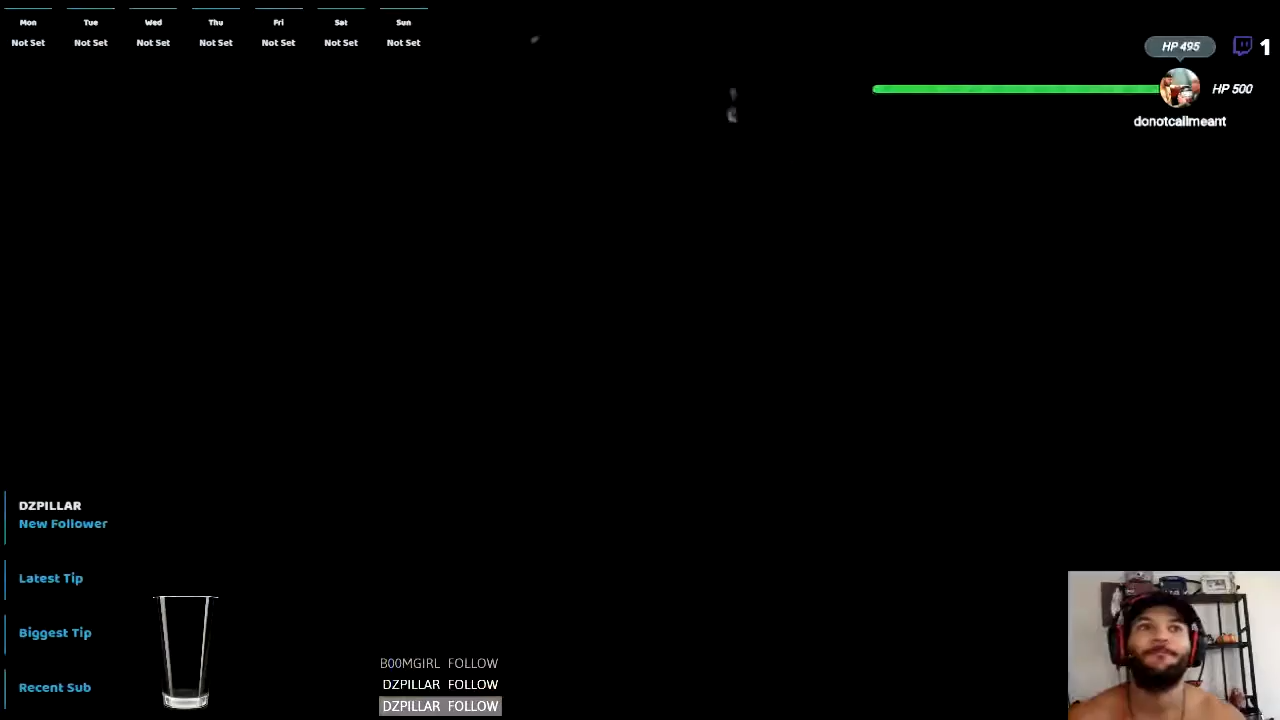 Mon Tue Wed Thu Fri Sat Sun
Not Set Not Set Not Set Not Set Not Set Not Set Not Set
HP 495
1
HP 500
donotcallmeant
DZPILLAR
New Follower
Latest Tip
Biggest Tip
Recent Sub
B00MGIRL FOLLOW
DZPILLAR FOLLOW
DZPILLAR FOLLOW